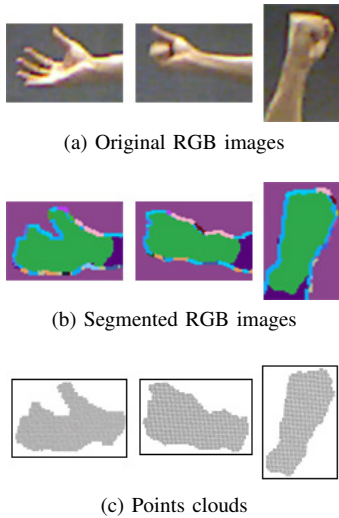 (a) Original RGB images
(b) Segmented RGB images
(c) Points clouds